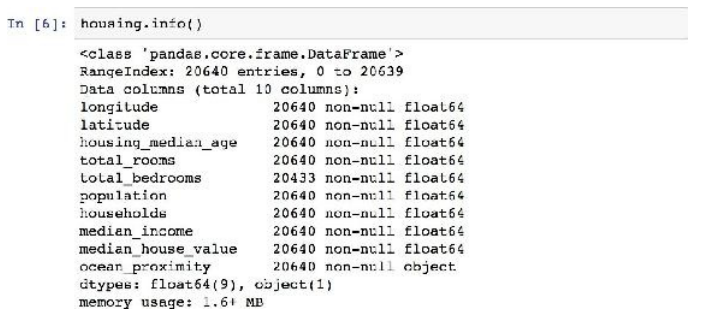 In [6]: housing.info()
<class 'pandas.core.frame.DataFrame'>
RangeIndex: 20640 entries, 0 to 20639
Data columns (total 10 columns):
longitude 20640 non-null float64
latitude 20640 non-null float64
housing_median_age 20640 non-null float64
total_rooms 20640 non-null float64
total_bedrooms 20433 non-null float64
population 20640 non-null float64
households 20640 non-null float64
median_income 20640 non-null float64
median_house_value 20640 non-null float64
ocean_proximity 20640 non-null object
dtypes: float64(9), object(1)
memory usage: 1.6+ MB